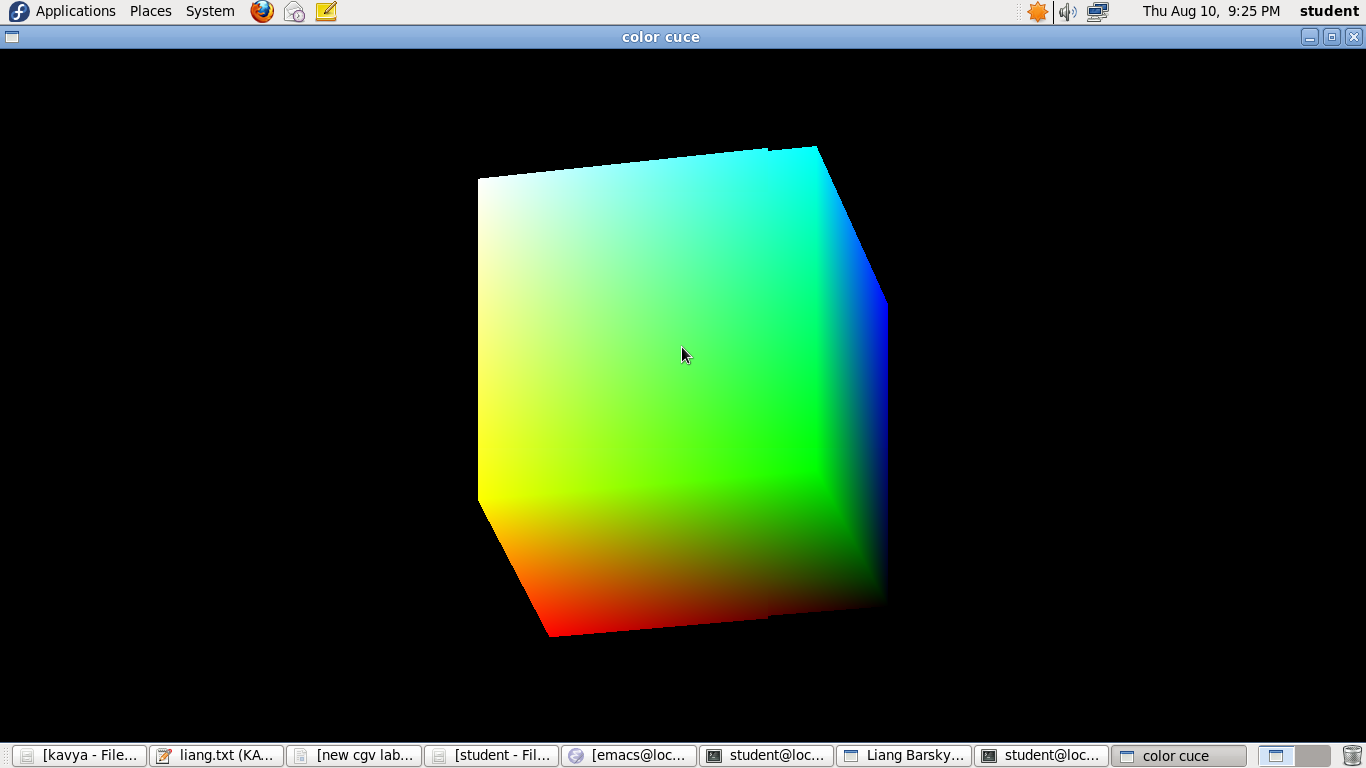 Applications Places System Thu Aug 10, 9:25 PM student
color cuce
[kavya - File... liang.txt (KA... [new cgv lab... [student - Fil... [emacs@loc... student@loc... Liang Barsky... student@loc... color cuce